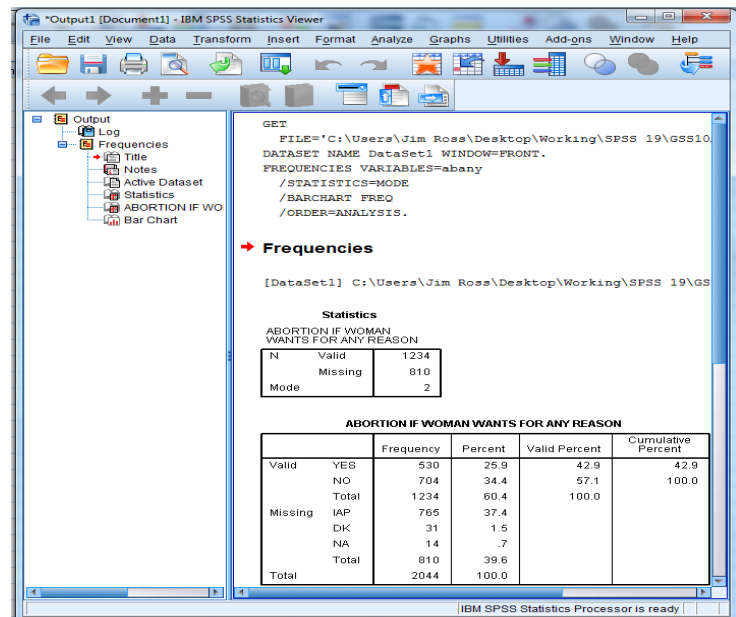 *Output1 [Document1] - IBM SPSS Statistics Viewer
File Edit View Data Transform Insert Format Analyze Graphs Utilities Add-ons Window Help
Output
Log
Frequencies
Title
Notes
Active Dataset
Statistics
ABORTION IF WO
Bar Chart
GET
FILE='C:\Users\Jim Ross\Desktop\Working\SPSS 19\GSS10
DATASET NAME DataSet1 WINDOW=FRONT.
FREQUENCIES VARIABLES=abany
/STATISTICS=MODE
/BARCHART FREQ
/ORDER=ANALYSIS.
Frequencies
[DataSet1] C:\Users\Jim Ross\Desktop\Working\SPSS 19\GS
Statistics
ABORTION IF WOMAN
WANTS FOR ANY REASON
N Valid 1234
Missing 810
Mode 2
ABORTION IF WOMAN WANTS FOR ANY REASON
Frequency Percent Valid Percent Cumulative Percent
Valid YES 530 25.9 42.9 42.9
NO 704 34.4 57.1 100.0
Total 1234 60.4 100.0
Missing IAP 765 37.4
DK 31 1.5
NA 14 .7
Total 810 39.6
Total 2044 100.0
IBM SPSS Statistics Processor is ready